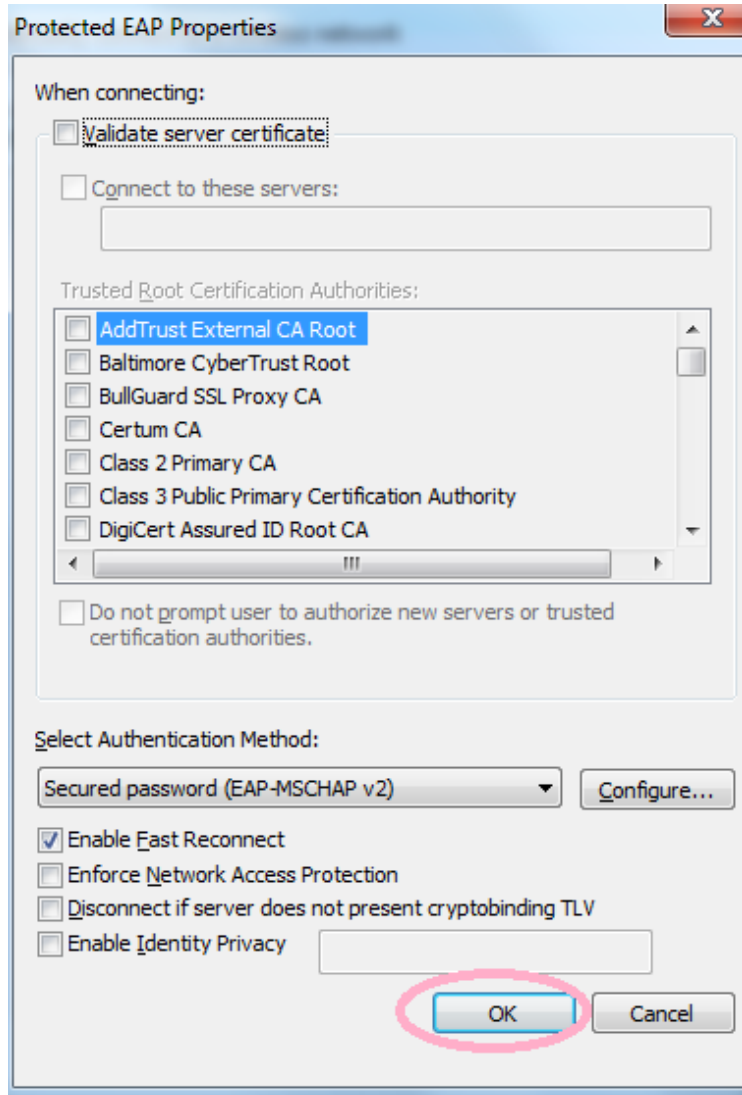 Protected EAP Properties
When connecting:
Validate server certificate
Connect to these servers:
Trusted Root Certification Authorities:
AddTrust External CA Root
Baltimore CyberTrust Root
BullGuard SSL Proxy CA
Certum CA
Class 2 Primary CA
Class 3 Public Primary Certification Authority
DigiCert Assured ID Root CA
Do not prompt user to authorize new servers or trusted
certification authorities.
Select Authentication Method:
Secured password (EAP-MSCHAP v2) Configure...
Enable Fast Reconnect
Enforce Network Access Protection
Disconnect if server does not present cryptobinding TLV
Enable Identity Privacy
OK Cancel